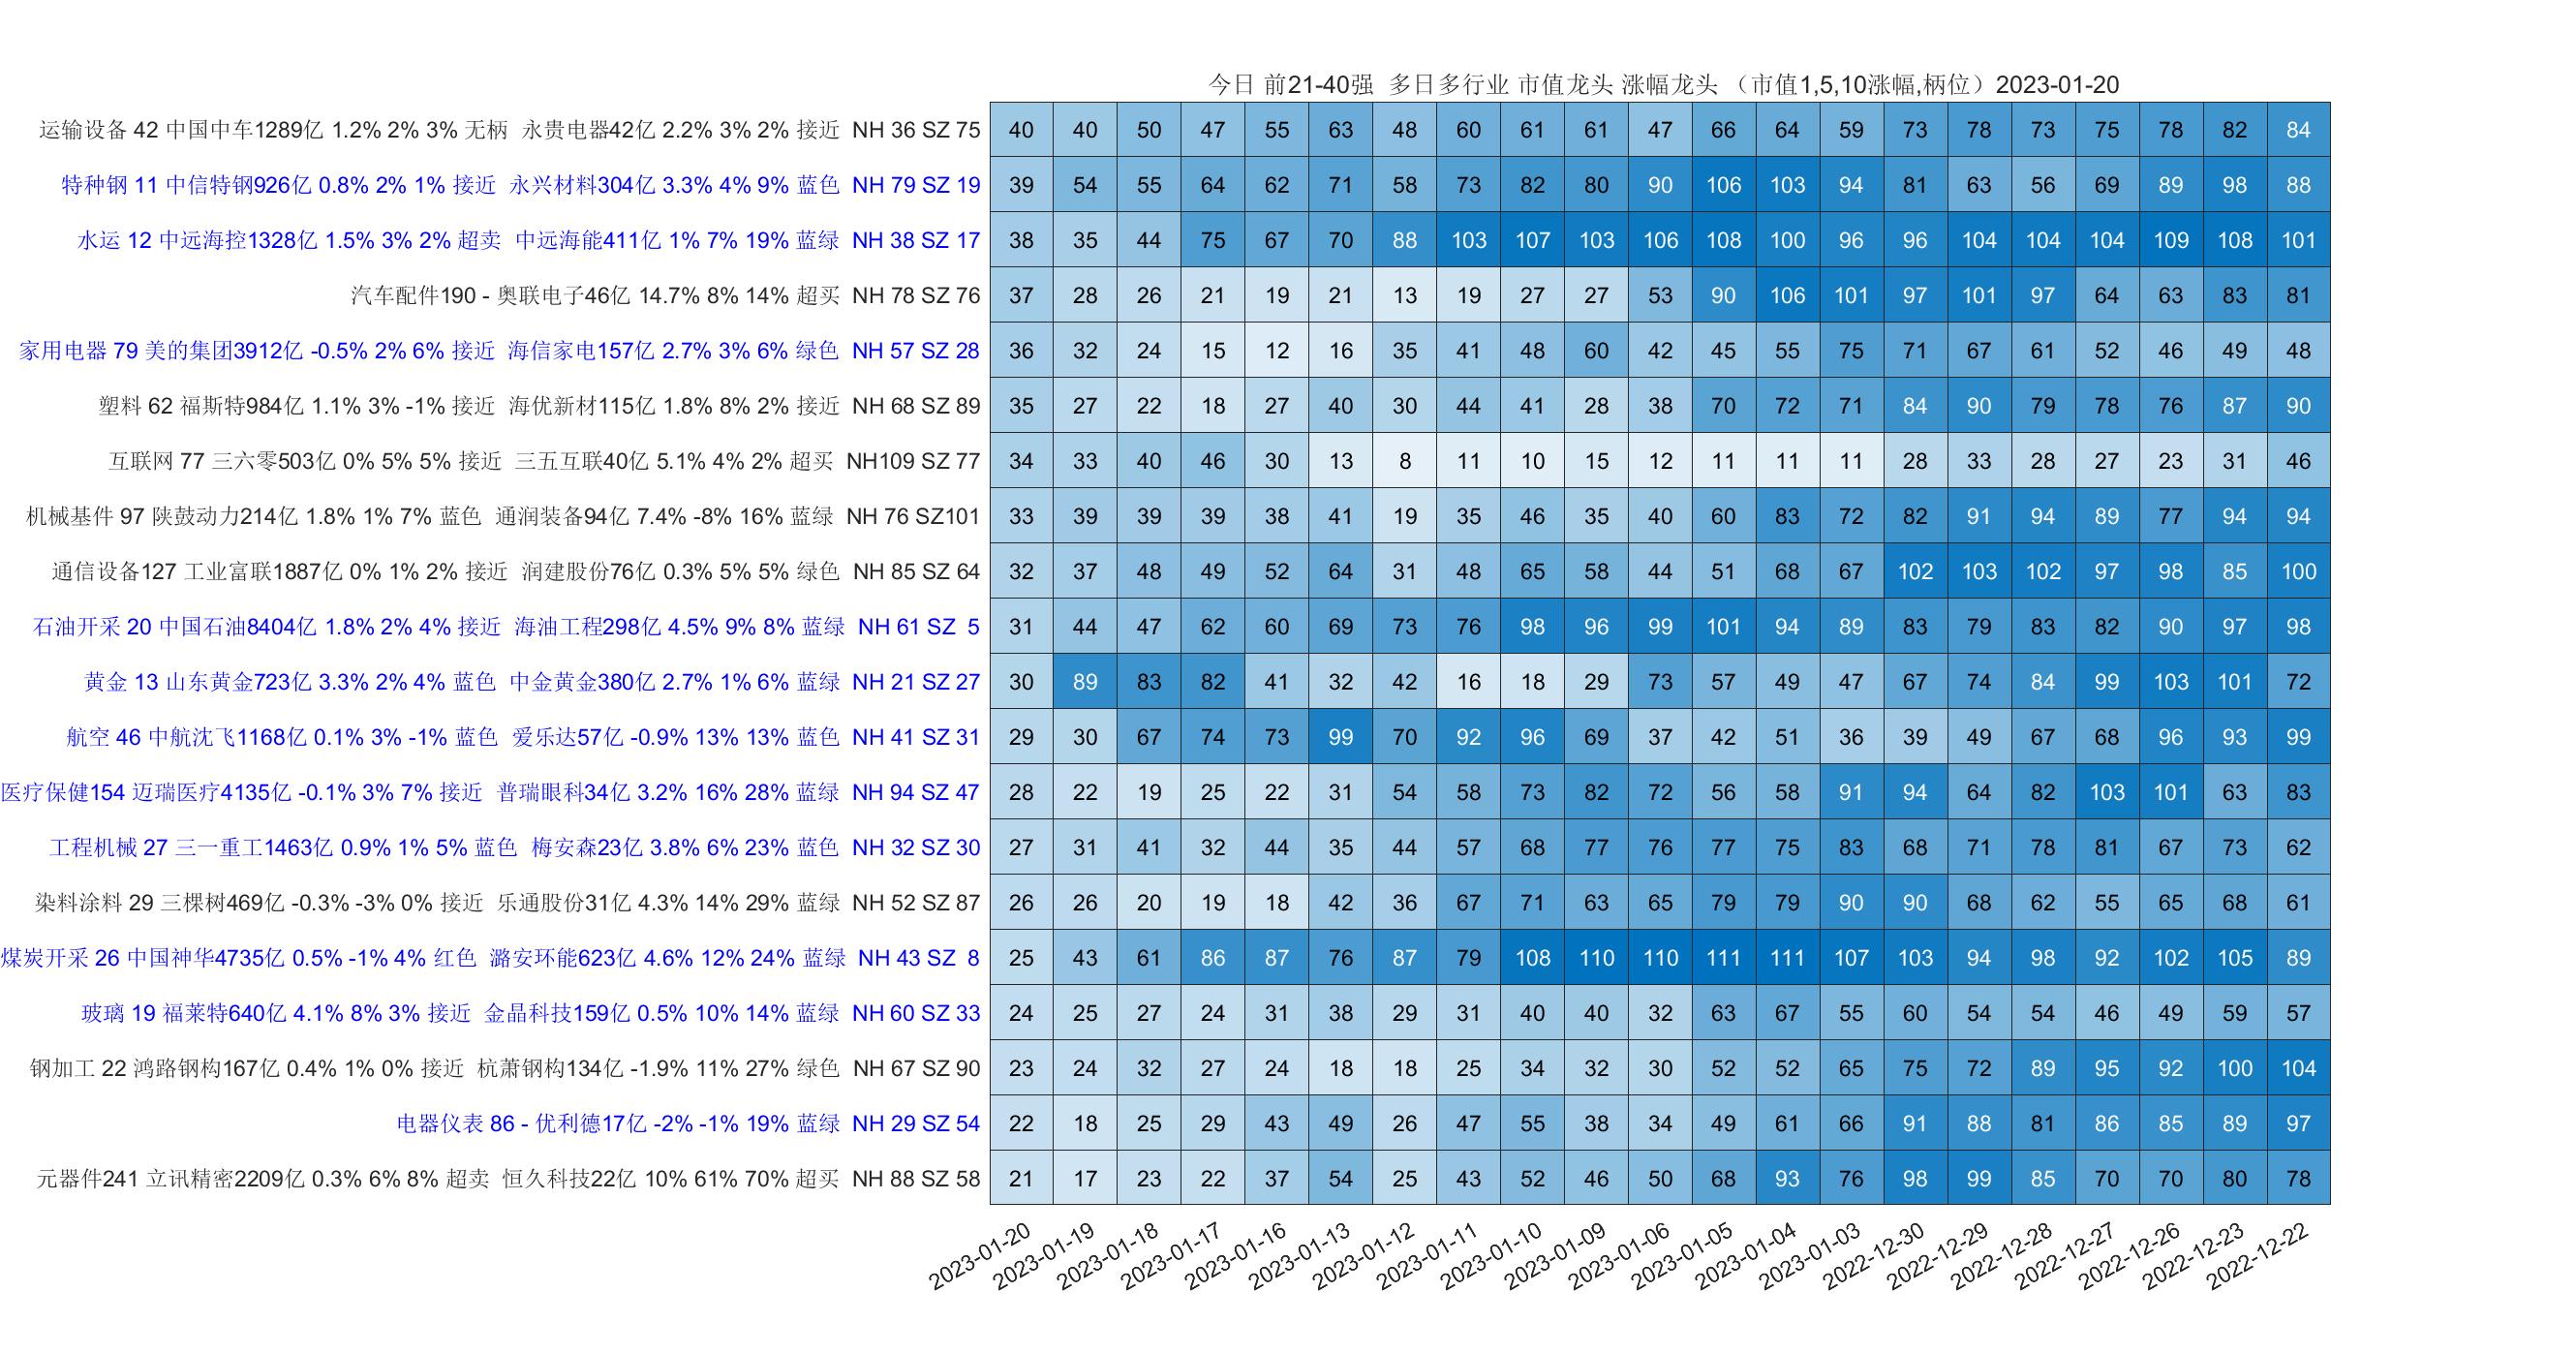 今日 前21-40强 多日多行业 市值龙头 涨幅龙头 （市值1,5,10涨幅,柄位）2023-01-20
运输设备 42 中国中车1289亿 1.2% 2% 3% 无柄 永贵电器42亿 2.2% 3% 2% 接近 NH 36 SZ 75 40 40 50 47 55 63 48 60 61 61 47 66 64 59 73 78 73 75 78 82 84
特种钢 11 中信特钢926亿 0.8% 2% 1% 接近 永兴材料304亿 3.3% 4% 9% 蓝色 NH 79 SZ 19 39 54 55 64 62 71 58 73 82 80 90 106 103 94 81 63 56 69 89 98 88
水运 12 中远海控1328亿 1.5% 3% 2% 超卖 中远海能411亿 1% 7% 19% 蓝绿 NH 38 SZ 17 38 35 44 75 67 70 88 103 107 103 106 108 100 96 96 104 104 104 109 108 101
汽车配件190 - 奥联电子46亿 14.7% 8% 14% 超买 NH 78 SZ 76 37 28 26 21 19 21 13 19 27 27 53 90 106 101 97 101 97 64 63 83 81
家用电器 79 美的集团3912亿 -0.5% 2% 6% 接近 海信家电157亿 2.7% 3% 6% 绿色 NH 57 SZ 28 36 32 24 15 12 16 35 41 48 60 42 45 55 75 71 67 61 52 46 49 48
塑料 62 福斯特984亿 1.1% 3% -1% 接近 海优新材115亿 1.8% 8% 2% 接近 NH 68 SZ 89 35 27 22 18 27 40 30 44 41 28 38 70 72 71 84 90 79 78 76 87 90
互联网 77 三六零503亿 0% 5% 5% 接近 三五互联40亿 5.1% 4% 2% 超买 NH109 SZ 77 34 33 40 46 30 13 8 11 10 15 12 11 11 11 28 33 28 27 23 31 46
机械基件 97 陕鼓动力214亿 1.8% 1% 7% 蓝色 通润装备94亿 7.4% -8% 16% 蓝绿 NH 76 SZ101 33 39 39 39 38 41 19 35 46 35 40 60 83 72 82 91 94 89 77 94 94
通信设备127 工业富联1887亿 0% 1% 2% 接近 润建股份76亿 0.3% 5% 5% 绿色 NH 85 SZ 64 32 37 48 49 52 64 31 48 65 58 44 51 68 67 102 103 102 97 98 85 100
石油开采 20 中国石油8404亿 1.8% 2% 4% 接近 海油工程298亿 4.5% 9% 8% 蓝绿 NH 61 SZ 5 31 44 47 62 60 69 73 76 98 96 99 101 94 89 83 79 83 82 90 97 98
黄金 13 山东黄金723亿 3.3% 2% 4% 蓝色 中金黄金380亿 2.7% 1% 6% 蓝绿 NH 21 SZ 27 30 89 83 82 41 32 42 16 18 29 73 57 49 47 67 74 84 99 103 101 72
航空 46 中航沈飞1168亿 0.1% 3% -1% 蓝色 爱乐达57亿 -0.9% 13% 13% 蓝色 NH 41 SZ 31 29 30 67 74 73 99 70 92 96 69 37 42 51 36 39 49 67 68 96 93 99
医疗保健154 迈瑞医疗4135亿 -0.1% 3% 7% 接近 普瑞眼科34亿 3.2% 16% 28% 蓝绿 NH 94 SZ 47 28 22 19 25 22 31 54 58 73 82 72 56 58 91 94 64 82 103 101 63 83
工程机械 27 三一重工1463亿 0.9% 1% 5% 蓝色 梅安森23亿 3.8% 6% 23% 蓝色 NH 32 SZ 30 27 31 41 32 44 35 44 57 68 77 76 77 75 83 68 71 78 81 67 73 62
染料涂料 29 三棵树469亿 -0.3% -3% 0% 接近 乐通股份31亿 4.3% 14% 29% 蓝绿 NH 52 SZ 87 26 26 20 19 18 42 36 67 71 63 65 79 79 90 90 68 62 55 65 68 61
煤炭开采 26 中国神华4735亿 0.5% -1% 4% 红色 潞安环能623亿 4.6% 12% 24% 蓝绿 NH 43 SZ 8 25 43 61 86 87 76 87 79 108 110 110 111 111 107 103 94 98 92 102 105 89
玻璃 19 福莱特640亿 4.1% 8% 3% 接近 金晶科技159亿 0.5% 10% 14% 蓝绿 NH 60 SZ 33 24 25 27 24 31 38 29 31 40 40 32 63 67 55 60 54 54 46 49 59 57
钢加工 22 鸿路钢构167亿 0.4% 1% 0% 接近 杭萧钢构134亿 -1.9% 11% 27% 绿色 NH 67 SZ 90 23 24 32 27 24 18 18 25 34 32 30 52 52 65 75 72 89 95 92 100 104
电器仪表 86 - 优利德17亿 -2% -1% 19% 蓝绿 NH 29 SZ 54 22 18 25 29 43 49 26 47 55 38 34 49 61 66 91 88 81 86 85 89 97
元器件241 立讯精密2209亿 0.3% 6% 8% 超卖 恒久科技22亿 10% 61% 70% 超买 NH 88 SZ 58 21 17 23 22 37 54 25 43 52 46 50 68 93 76 98 99 85 70 70 80 78
2023-01-20 2023-01-19 2023-01-18 2023-01-17 2023-01-16 2023-01-13 2023-01-12 2023-01-11 2023-01-10 2023-01-09 2023-01-06 2023-01-05 2023-01-04 2023-01-03 2022-12-30 2022-12-29 2022-12-28 2022-12-27 2022-12-26 2022-12-23 2022-12-22